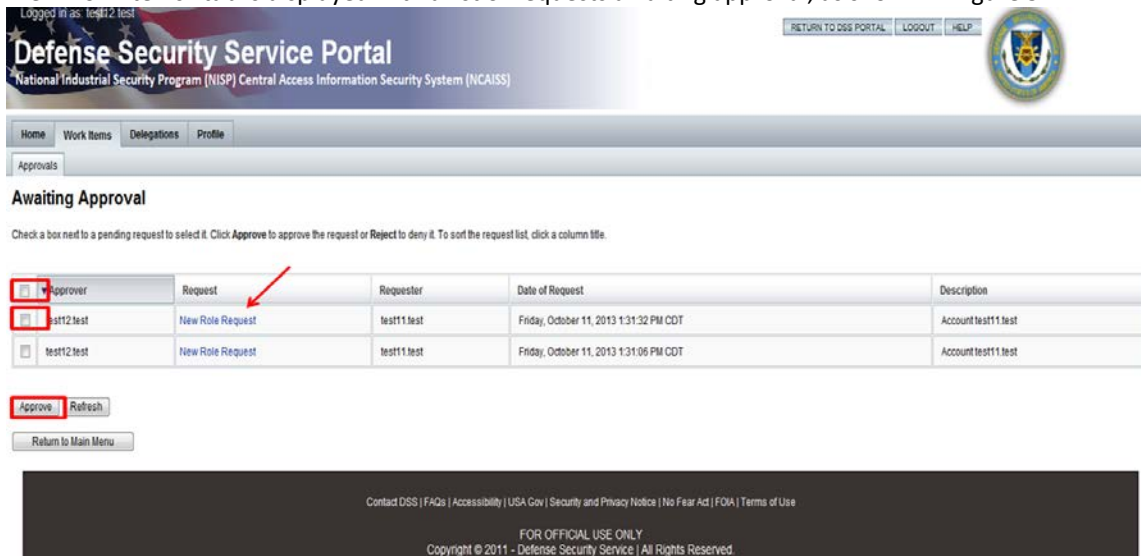 Logged in as: test12.test
RETURN TO DSS PORTAL LOGOUT HELP
Defense Security Service Portal
National Industrial Security Program (NISP) Central Access Information Security System (NCAISS)
Home Work Items Delegations Profile
Approvals
Awaiting Approval
Check a box next to a pending request to select it. Click Approve to approve the request or Reject to deny it. To sort the request list, click a column title.
Approver Request Requester Date of Request Description
test12.test New Role Request test11.test Friday, October 11, 2013 1:31:32 PM CDT Account test11.test
test12.test New Role Request test11.test Friday, October 11, 2013 1:31:06 PM CDT Account test11.test
Approve Refresh
Return to Main Menu
Contact DSS | FAQs | Accessibility | USA Gov | Security and Privacy Notice | No Fear Act | FOIA | Terms of Use
FOR OFFICIAL USE ONLY
Copyright © 2011 - Defense Security Service | All Rights Reserved.